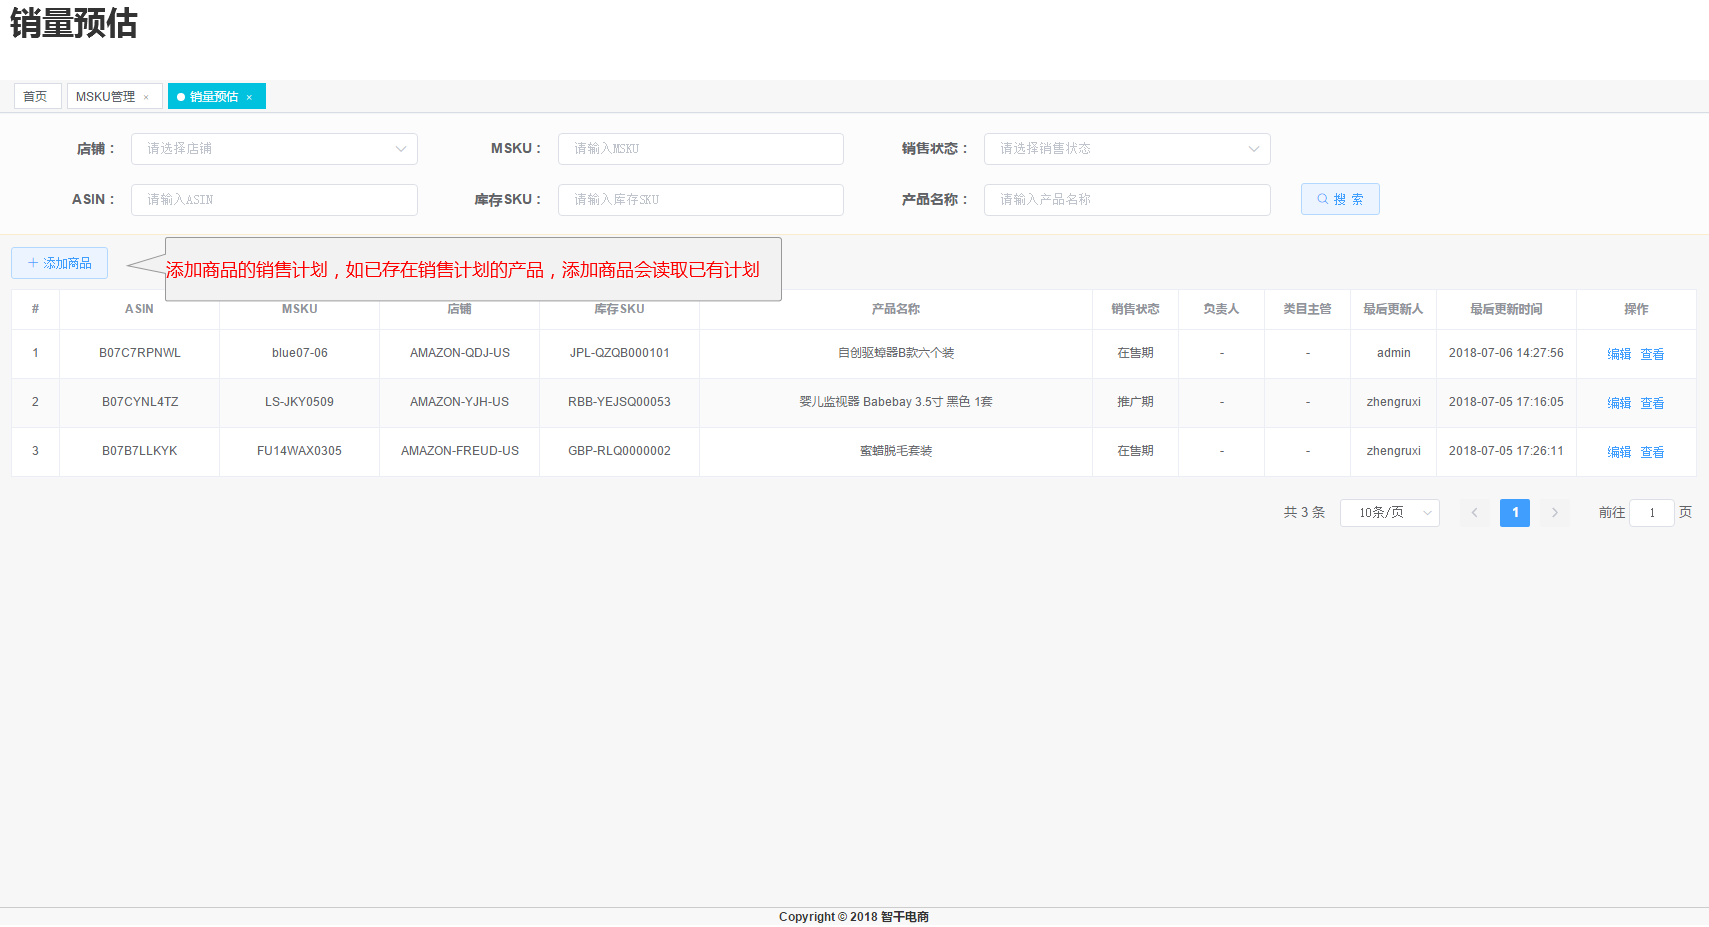 销量预估
首页 MSKU管理 × 销量预估 ×
店铺： 请选择店铺 MSKU： 请输入MSKU 销售状态： 请选择销售状态
ASIN： 请输入ASIN 库存SKU： 请输入库存SKU 产品名称： 请输入产品名称 搜 索
+ 添加商品 添加商品的销售计划，如已存在销售计划的产品，添加商品会读取已有计划
# ASIN MSKU 店铺 库存SKU 产品名称 销售状态 负责人 类目主管 最后更新人 最后更新时间 操作
1 B07C7RPNWL blue07-06 AMAZON-QDJ-US JPL-QZQB000101 自创驱蟑器B款六个装 在售期 - - admin 2018-07-06 14:27:56 编辑 查看
2 B07CYNL4TZ LS-JKY0509 AMAZON-YJH-US RBB-YEJSQ00053 婴儿监视器 Babebay 3.5寸 黑色 1套 推广期 - - zhengruxi 2018-07-05 17:16:05 编辑 查看
3 B07B7LLKYK FU14WAX0305 AMAZON-FREUD-US GBP-RLQ0000002 蜜蜡脱毛套装 在售期 - - zhengruxi 2018-07-05 17:26:11 编辑 查看
共 3 条 10条/页 1 前往 1 页
Copyright © 2018 智干电商